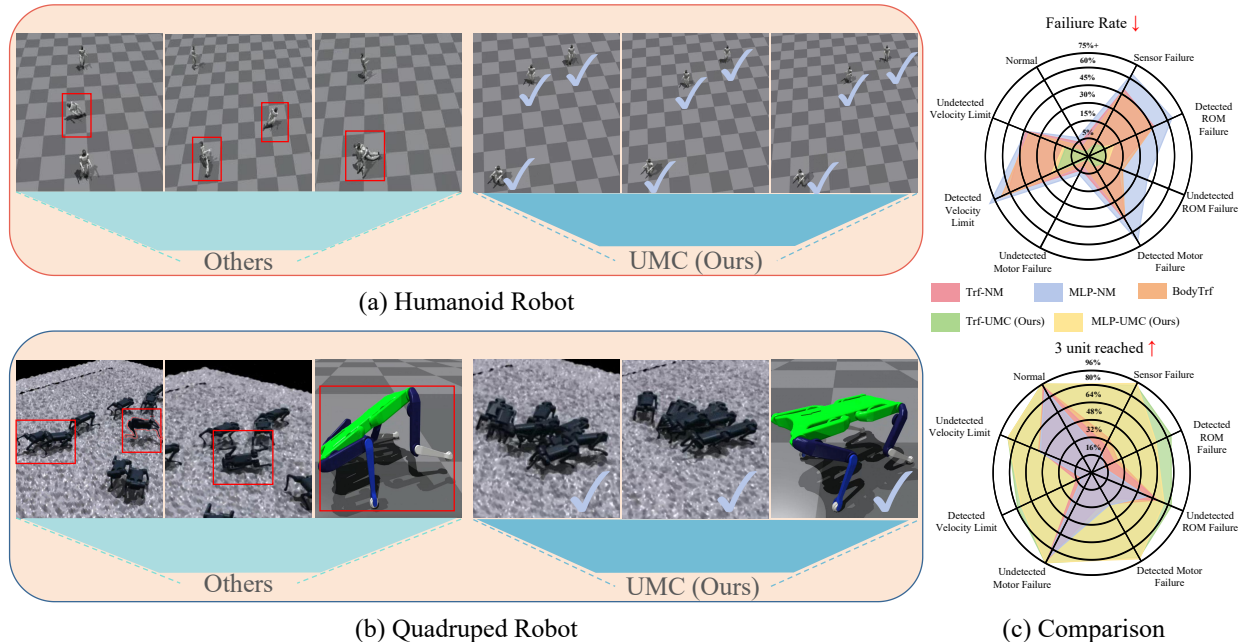 Others
UMC (Ours)
(a) Humanoid Robot
Others
UMC (Ours)
(b) Quadruped Robot
Failiure Rate ↓
75%+
60%
45%
30%
15%
5%
Normal
Sensor Failure
Undetected
Velocity Limit
Detected
ROM
Failure
Detected
Velocity
Limit
Undetected
ROM Failure
Undetected
Motor Failure
Detected Motor
Failure
Trf-NM
MLP-NM
BodyTrf
Trf-UMC (Ours)
MLP-UMC (Ours)
3 unit reached ↑
96%
80%
64%
48%
32%
16%
Normal
Sensor Failure
Undetected
Velocity Limit
Detected
ROM
Failure
Detected
Velocity Limit
Undetected
ROM Failure
Undetected
Motor Failure
Detected Motor
Failure
(c) Comparison